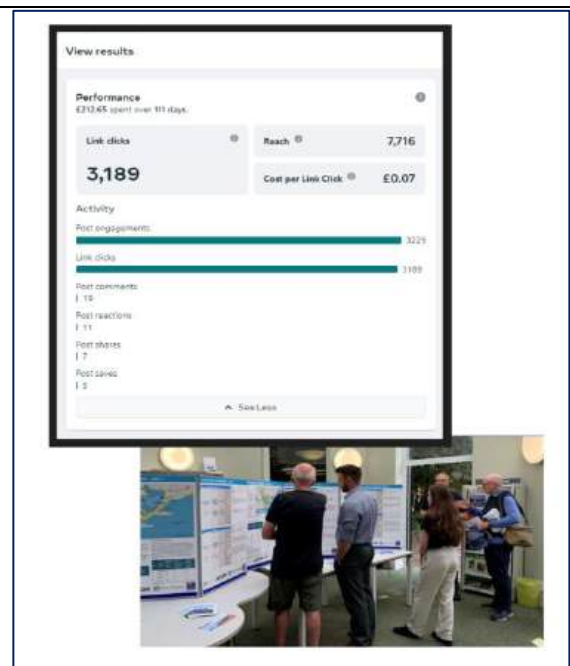 View results
Performance
£212.65 spent over 111 days.
Link clicks
3,189
Reach 7,716
Cost per Link Click £0.07
Activity
Post engagements
3229
Link clicks
3189
Post comments
Post reactions
11
Post shares
7
Post saves
See Less